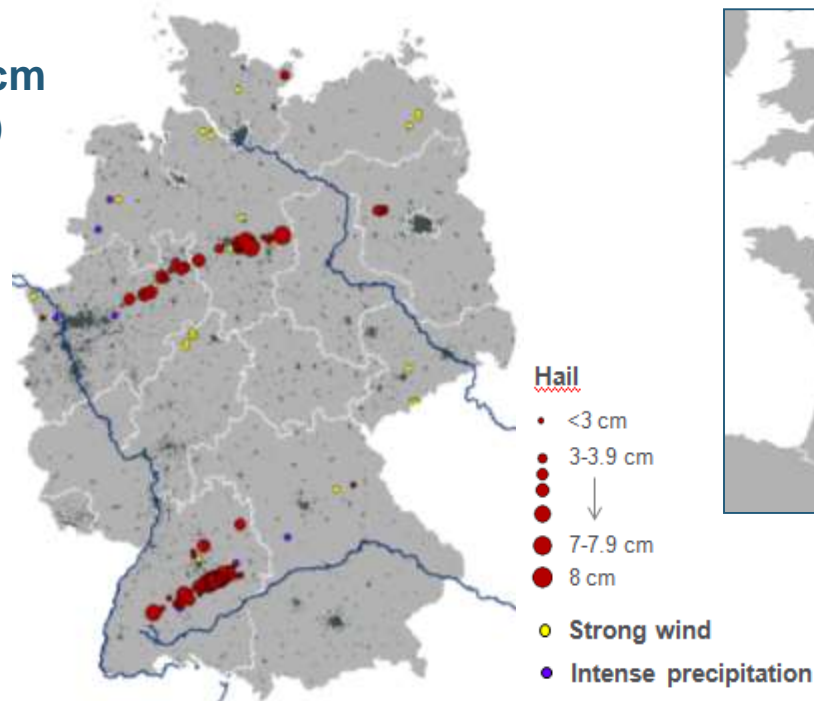 cm
)
Hail
<3 cm
3-3.9 cm
7-7.9 cm
8 cm
Strong wind
Intense precipitation